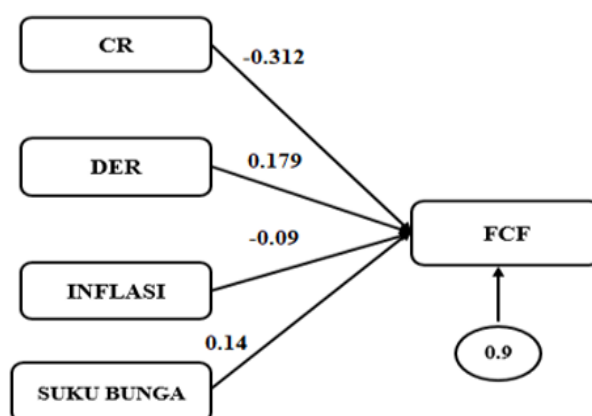 CR
-0.312
DER
0.179
-0.09
FCF
INFLASI
0.14
0.9
SUKU BUNGA